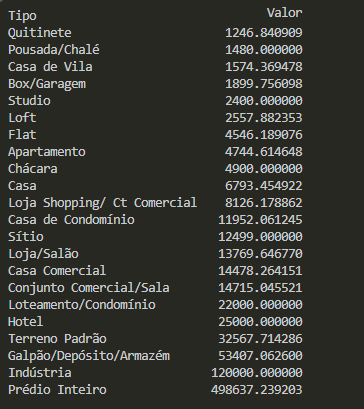 Tipo Valor
Quitinete 1246.840909
Pousada/Chalé 1480.000000
Casa de Vila 1574.369478
Box/Garagem 1899.756098
Studio 2400.000000
Loft 2557.882353
Flat 4546.189076
Apartamento 4744.614648
Chácara 4900.000000
Casa 6793.454922
Loja Shopping/ Ct Comercial 8126.178862
Casa de Condomínio 11952.061245
Sítio 12499.000000
Loja/Salão 13769.646770
Casa Comercial 14478.264151
Conjunto Comercial/Sala 14715.045521
Loteamento/Condomínio 22000.000000
Hotel 25000.000000
Terreno Padrão 32567.714286
Galpão/Depósito/Armazém 53407.062600
Indústria 120000.000000
Prédio Inteiro 498637.239203